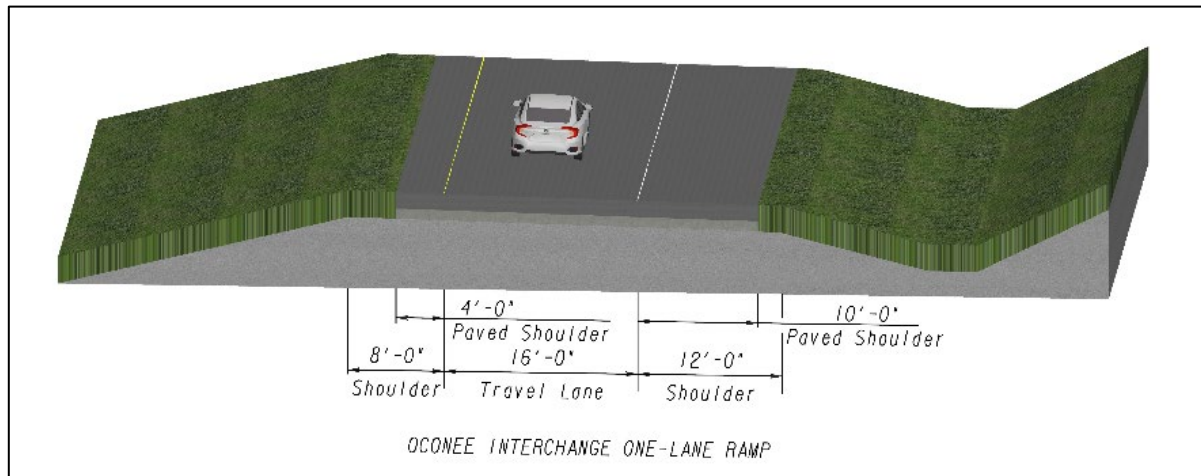 4'-0"
Paved Shoulder
10'-0"
Paved Shoulder
8'-0"
Shoulder
16'-0"
Travel Lane
12'-0"
Shoulder
OCONEE INTERCHANGE ONE-LANE RAMP